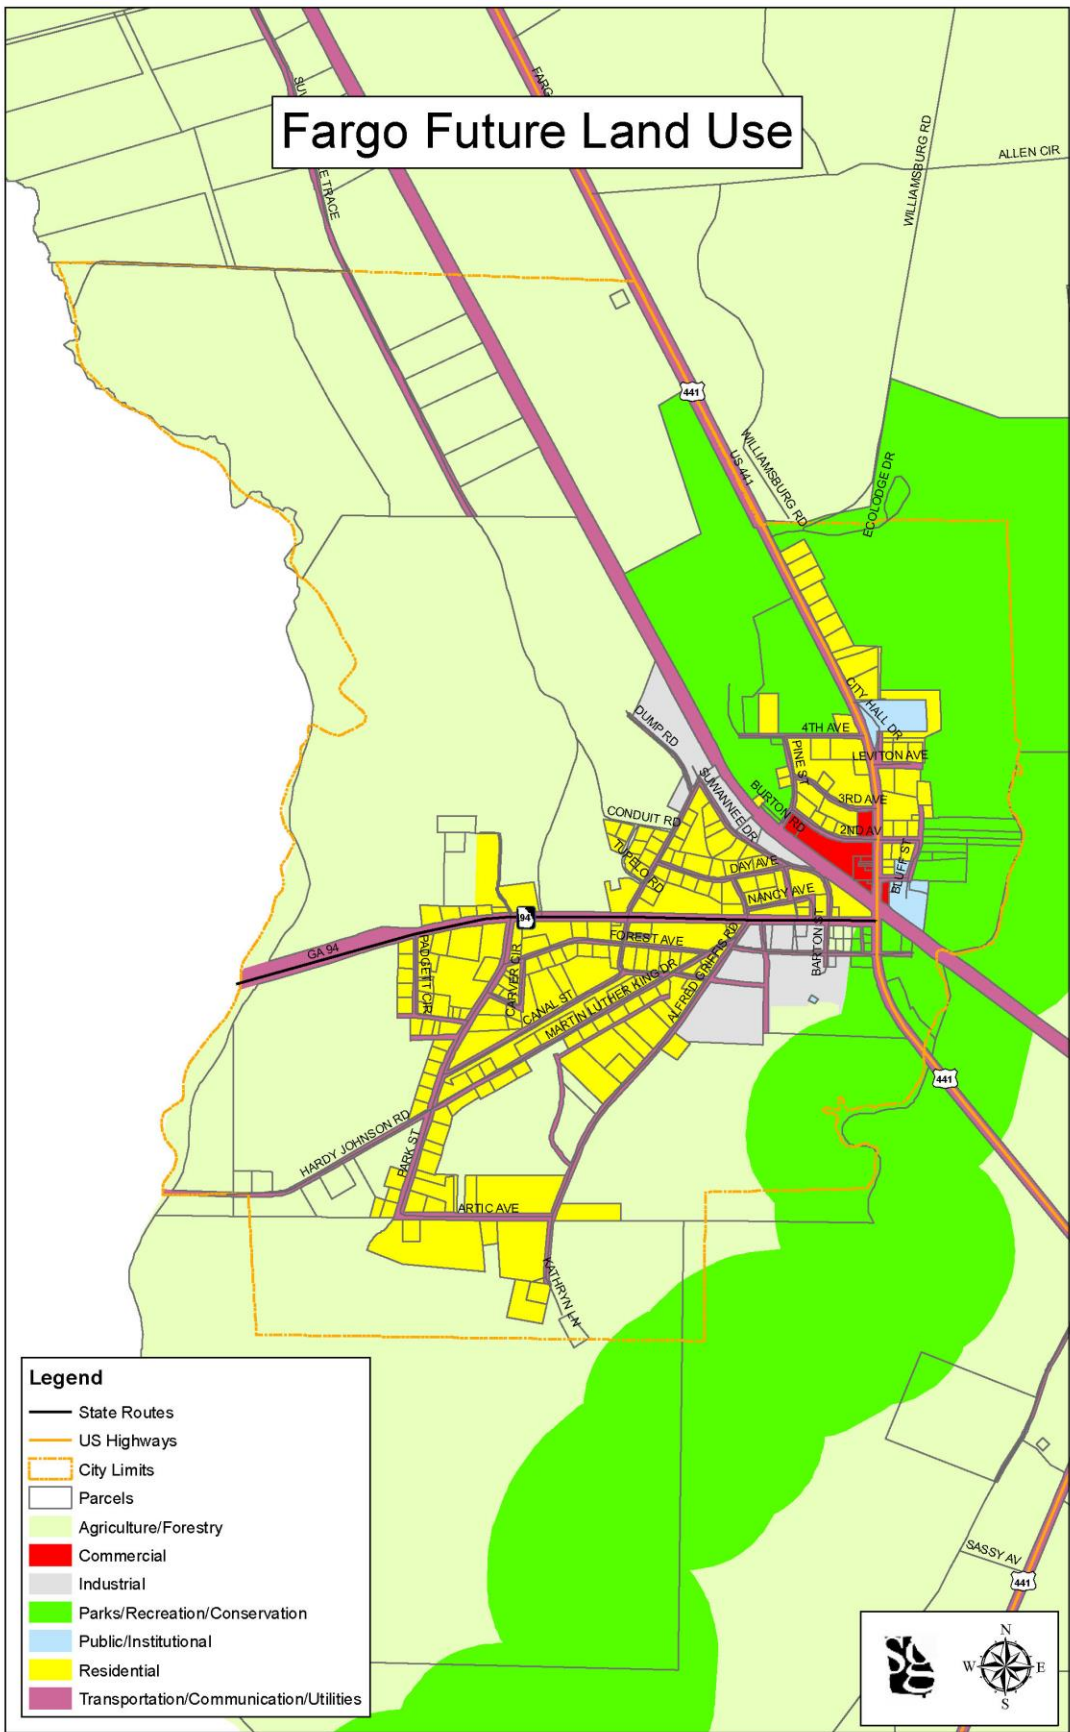 Fargo Future Land Use
FARG
SU
E TRACE
WILLIAMSBURG RD
ALLEN CIR
441
US 441
WILLIAMSBURG RD
ECOLODGE DR
CITY HALL DR
4TH AVE
LEVITON AVE
PINE ST
3RD AVE
2ND AV
BURTON RD
BLUFF ST
DUMP RD
SUWANNEE DR
CONDUIT RD
TUPELO RD
DAY AVE
NANCY AVE
94
GA 94
FOREST AVE
BARTON ST
PADGETT CIR
CARVER CIR
CANAL ST
MARTIN LUTHER KING DR
ALFRED GRIFFIS RD
441
HARDY JOHNSON RD
PARK ST
ARTIC AVE
KATHRYN LN
SASSY AV
441
Legend
State Routes
US Highways
City Limits
Parcels
Agriculture/Forestry
Commercial
Industrial
Parks/Recreation/Conservation
Public/Institutional
Residential
Transportation/Communication/Utilities
N
W E
S